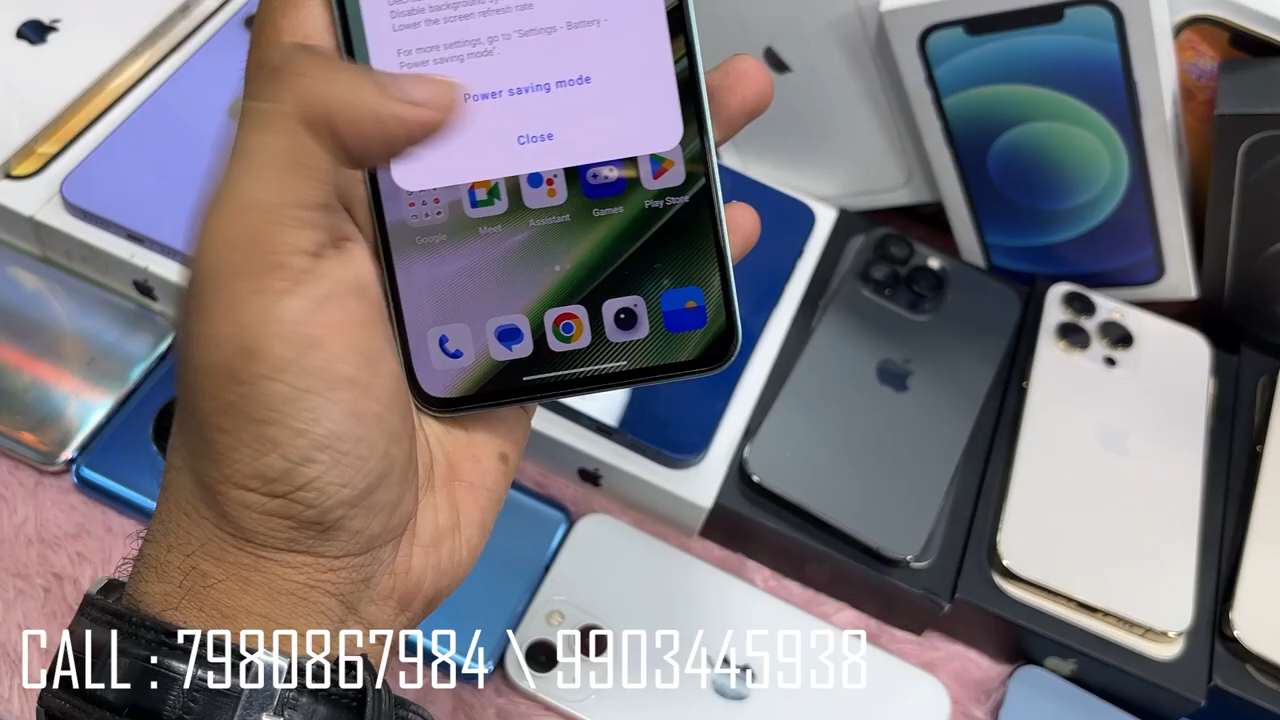 Disable background
Lower the screen refresh rate
For more settings, go to "Settings - Battery -
Power saving mode".
Power saving mode
Close
Google
Meet
Assistant
Games
Play Store
CALL : 7980867984 \ 9903445938